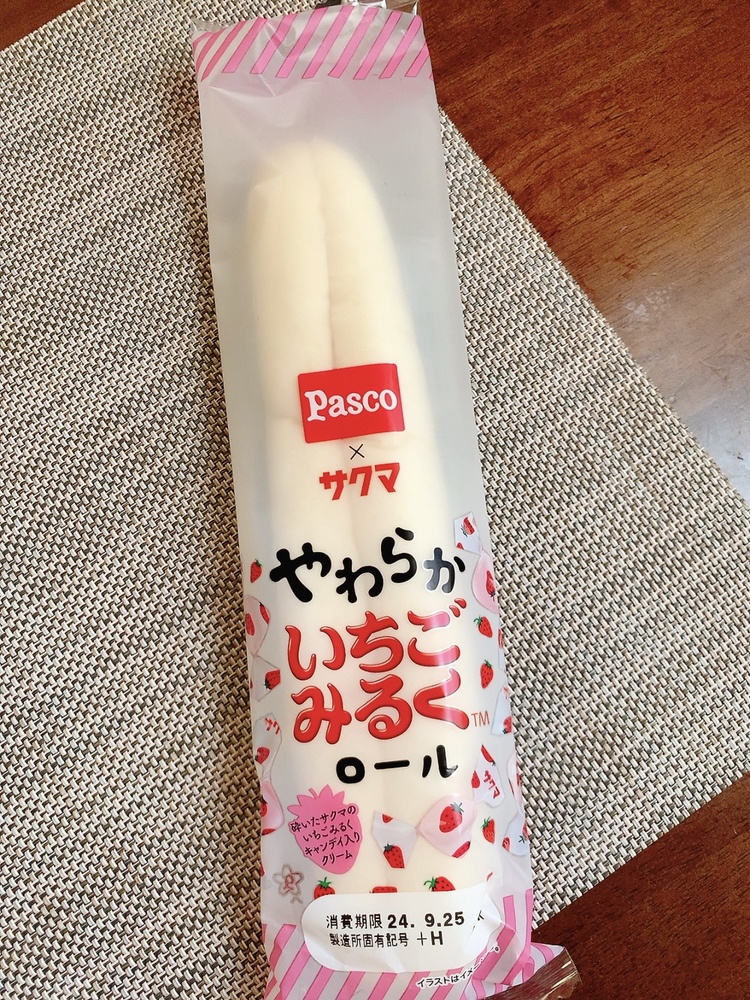 Pasco
×
サクマ
やわらか
いちご
みるく™
ロール
砕いたサクマの
いちごみるく
キャンディ入り
クリーム
消費期限 24. 9.25
製造所固有記号 +H
イラストはイメージ